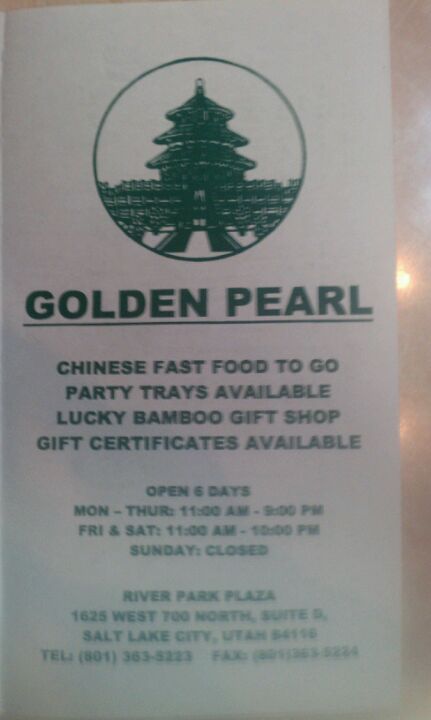 GOLDEN PEARL
CHINESE FAST FOOD TO GO
PARTY TRAYS AVAILABLE
LUCKY BAMBOO GIFT SHOP
GIFT CERTIFICATES AVAILABLE
OPEN 6 DAYS
MON - THUR: 11:00 AM - 9:00 PM
FRI & SAT: 11:00 AM - 10:00 PM
SUNDAY: CLOSED
RIVER PARK PLAZA
1625 WEST 700 NORTH, SUITE
SALT LAKE CITY, UTAH 84116
TEL: (801) 363-5223 FAX: (801)363-5224